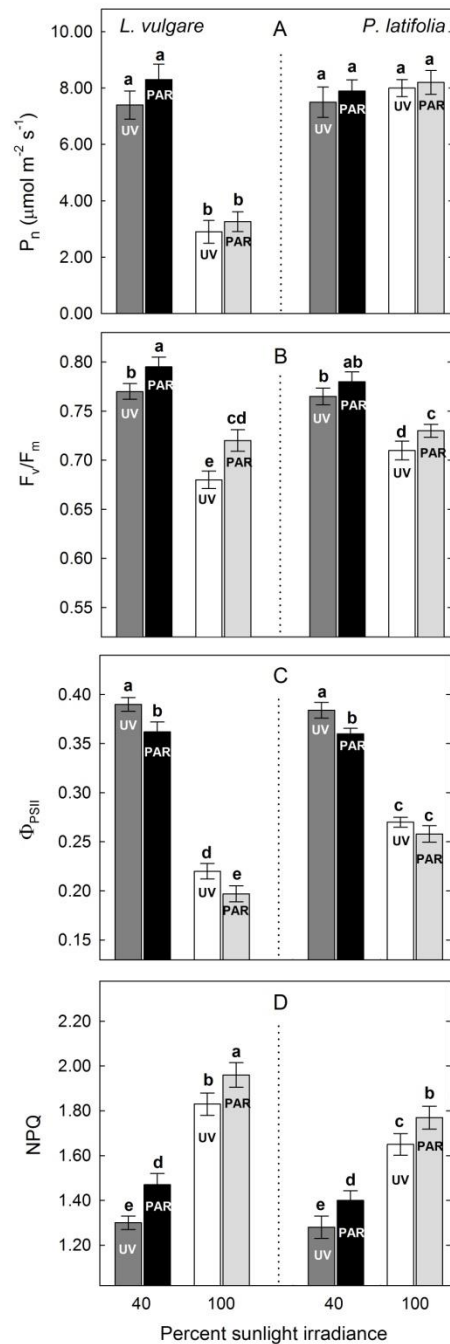 L. vulgare A P. latifolia
10.00
8.00
6.00
4.00
2.00
0.00
Pn (μmol m-2 s-1)
a a b b a a a a
UV PAR UV PAR UV PAR UV PAR
B
0.80
0.75
0.70
0.65
0.60
0.55
Fv/Fm
b a e cd b ab d c
UV PAR UV PAR UV PAR UV PAR
C
0.40
0.35
0.30
0.25
0.20
0.15
ΦPSII
a b d e a b c c
UV PAR UV PAR UV PAR UV PAR
D
2.20
2.00
1.80
1.60
1.40
1.20
NPQ
e d b a e d c b
UV PAR UV PAR UV PAR UV PAR
40 100 40 100
Percent sunlight irradiance